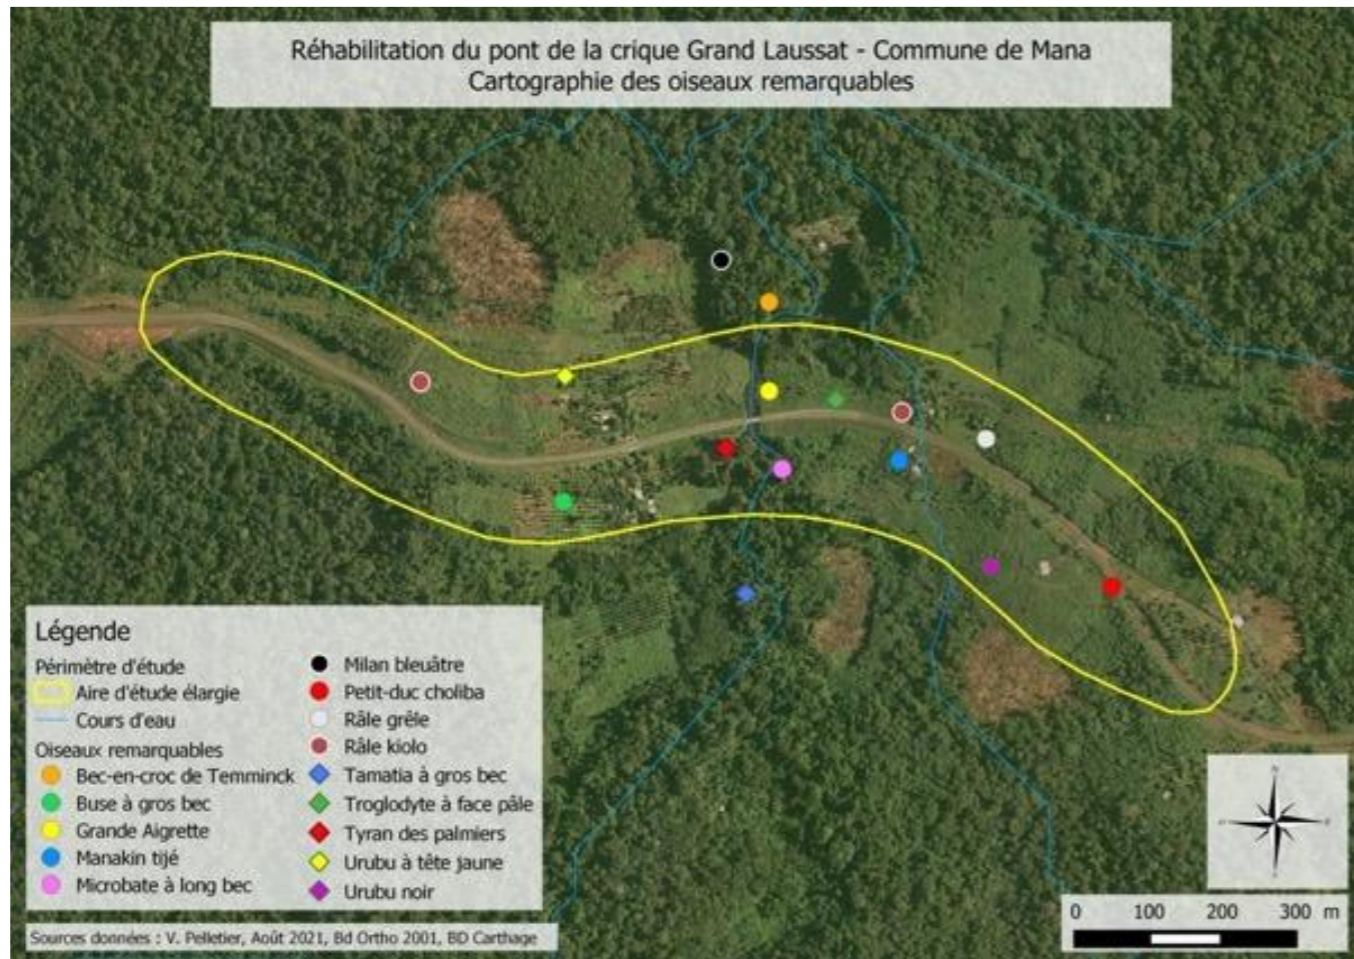 Réhabilitation du pont de la crique Grand Laussat - Commune de Mana
Cartographie des oiseaux remarquables
Légende
Périmètre d'étude
Aire d'étude élargie
Cours d'eau
Oiseaux remarquables
Bec-en-croc de Temminck
Buse à gros bec
Grande Aigrette
Manakin tijé
Microbate à long bec
Milan bleuâtre
Petit-duc choliba
Râle grêle
Râle kiolo
Tamatia à gros bec
Troglodyte à face pâle
Tyran des palmiers
Urubu à tête jaune
Urubu noir
Sources données : V. Pelletier, Août 2021, Bd Ortho 2001, BD Carthage
0 100 200 300 m